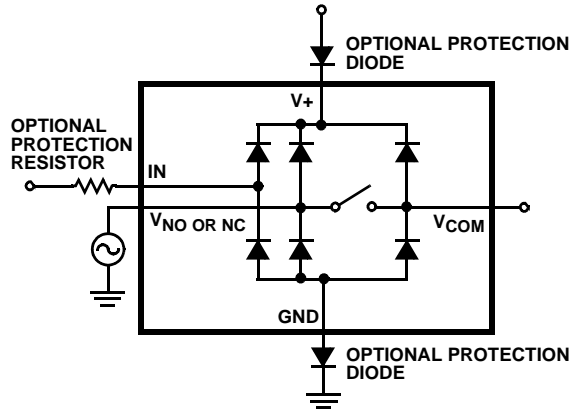 OPTIONAL PROTECTION
DIODE
V+
OPTIONAL
PROTECTION
RESISTOR
IN
VNO OR NC
VCOM
GND
OPTIONAL PROTECTION
DIODE